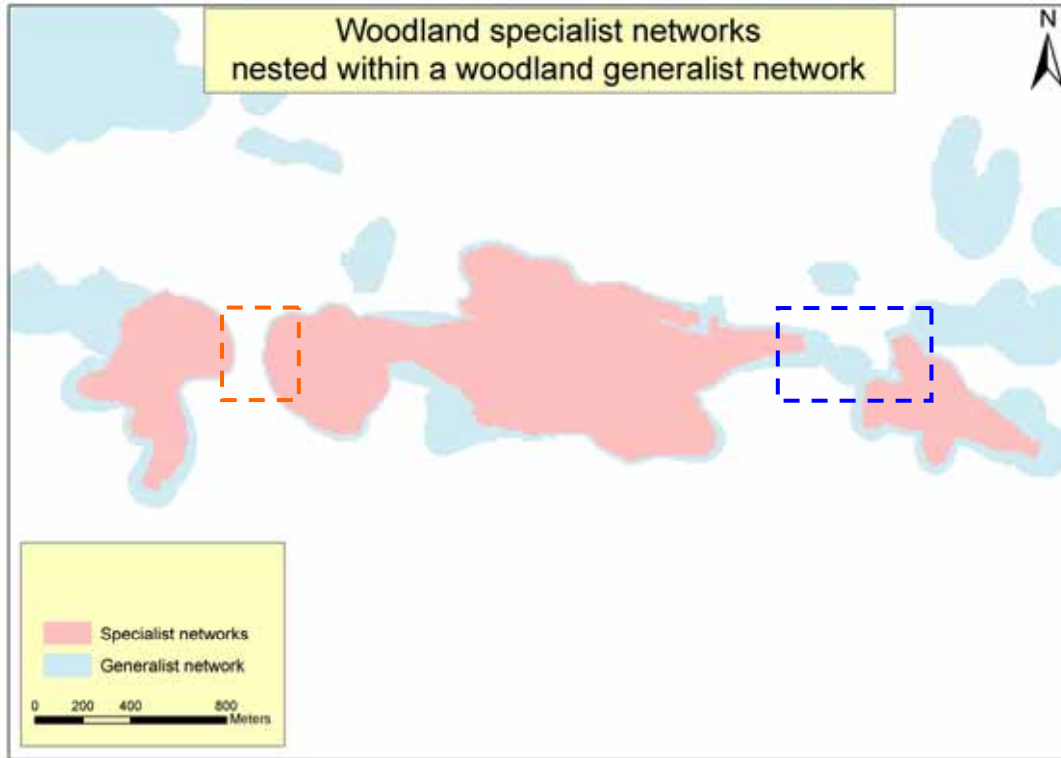 Woodland specialist networks
nested within a woodland generalist network
N
Specialist networks
Generalist network
0 200 400 800
Meters